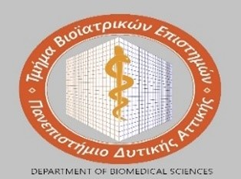 Τμήμα Βιοϊατρικών Επιστημών
Πανεπιστήμιο Δυτικής Αττικής
DEPARTMENT OF BIOMEDICAL SCIENCES